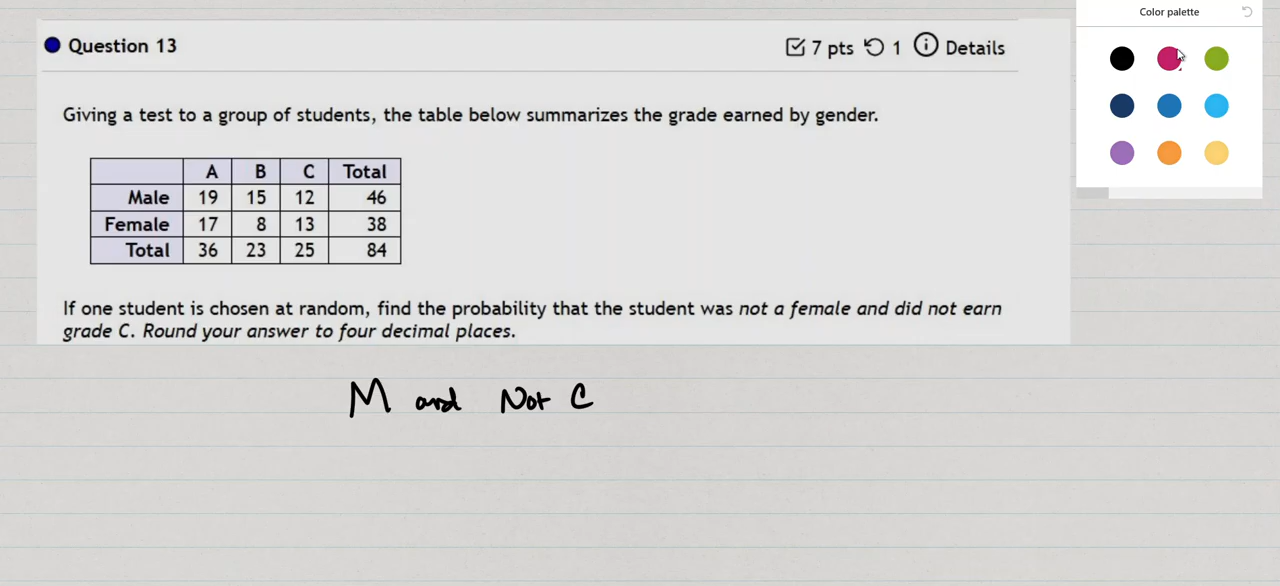 Color palette
Question 13
7 pts 1 Details
Giving a test to a group of students, the table below summarizes the grade earned by gender.
A B C Total
Male 19 15 12 46
Female 17 8 13 38
Total 36 23 25 84
If one student is chosen at random, find the probability that the student was not a female and did not earn
grade C. Round your answer to four decimal places.
M and Not C